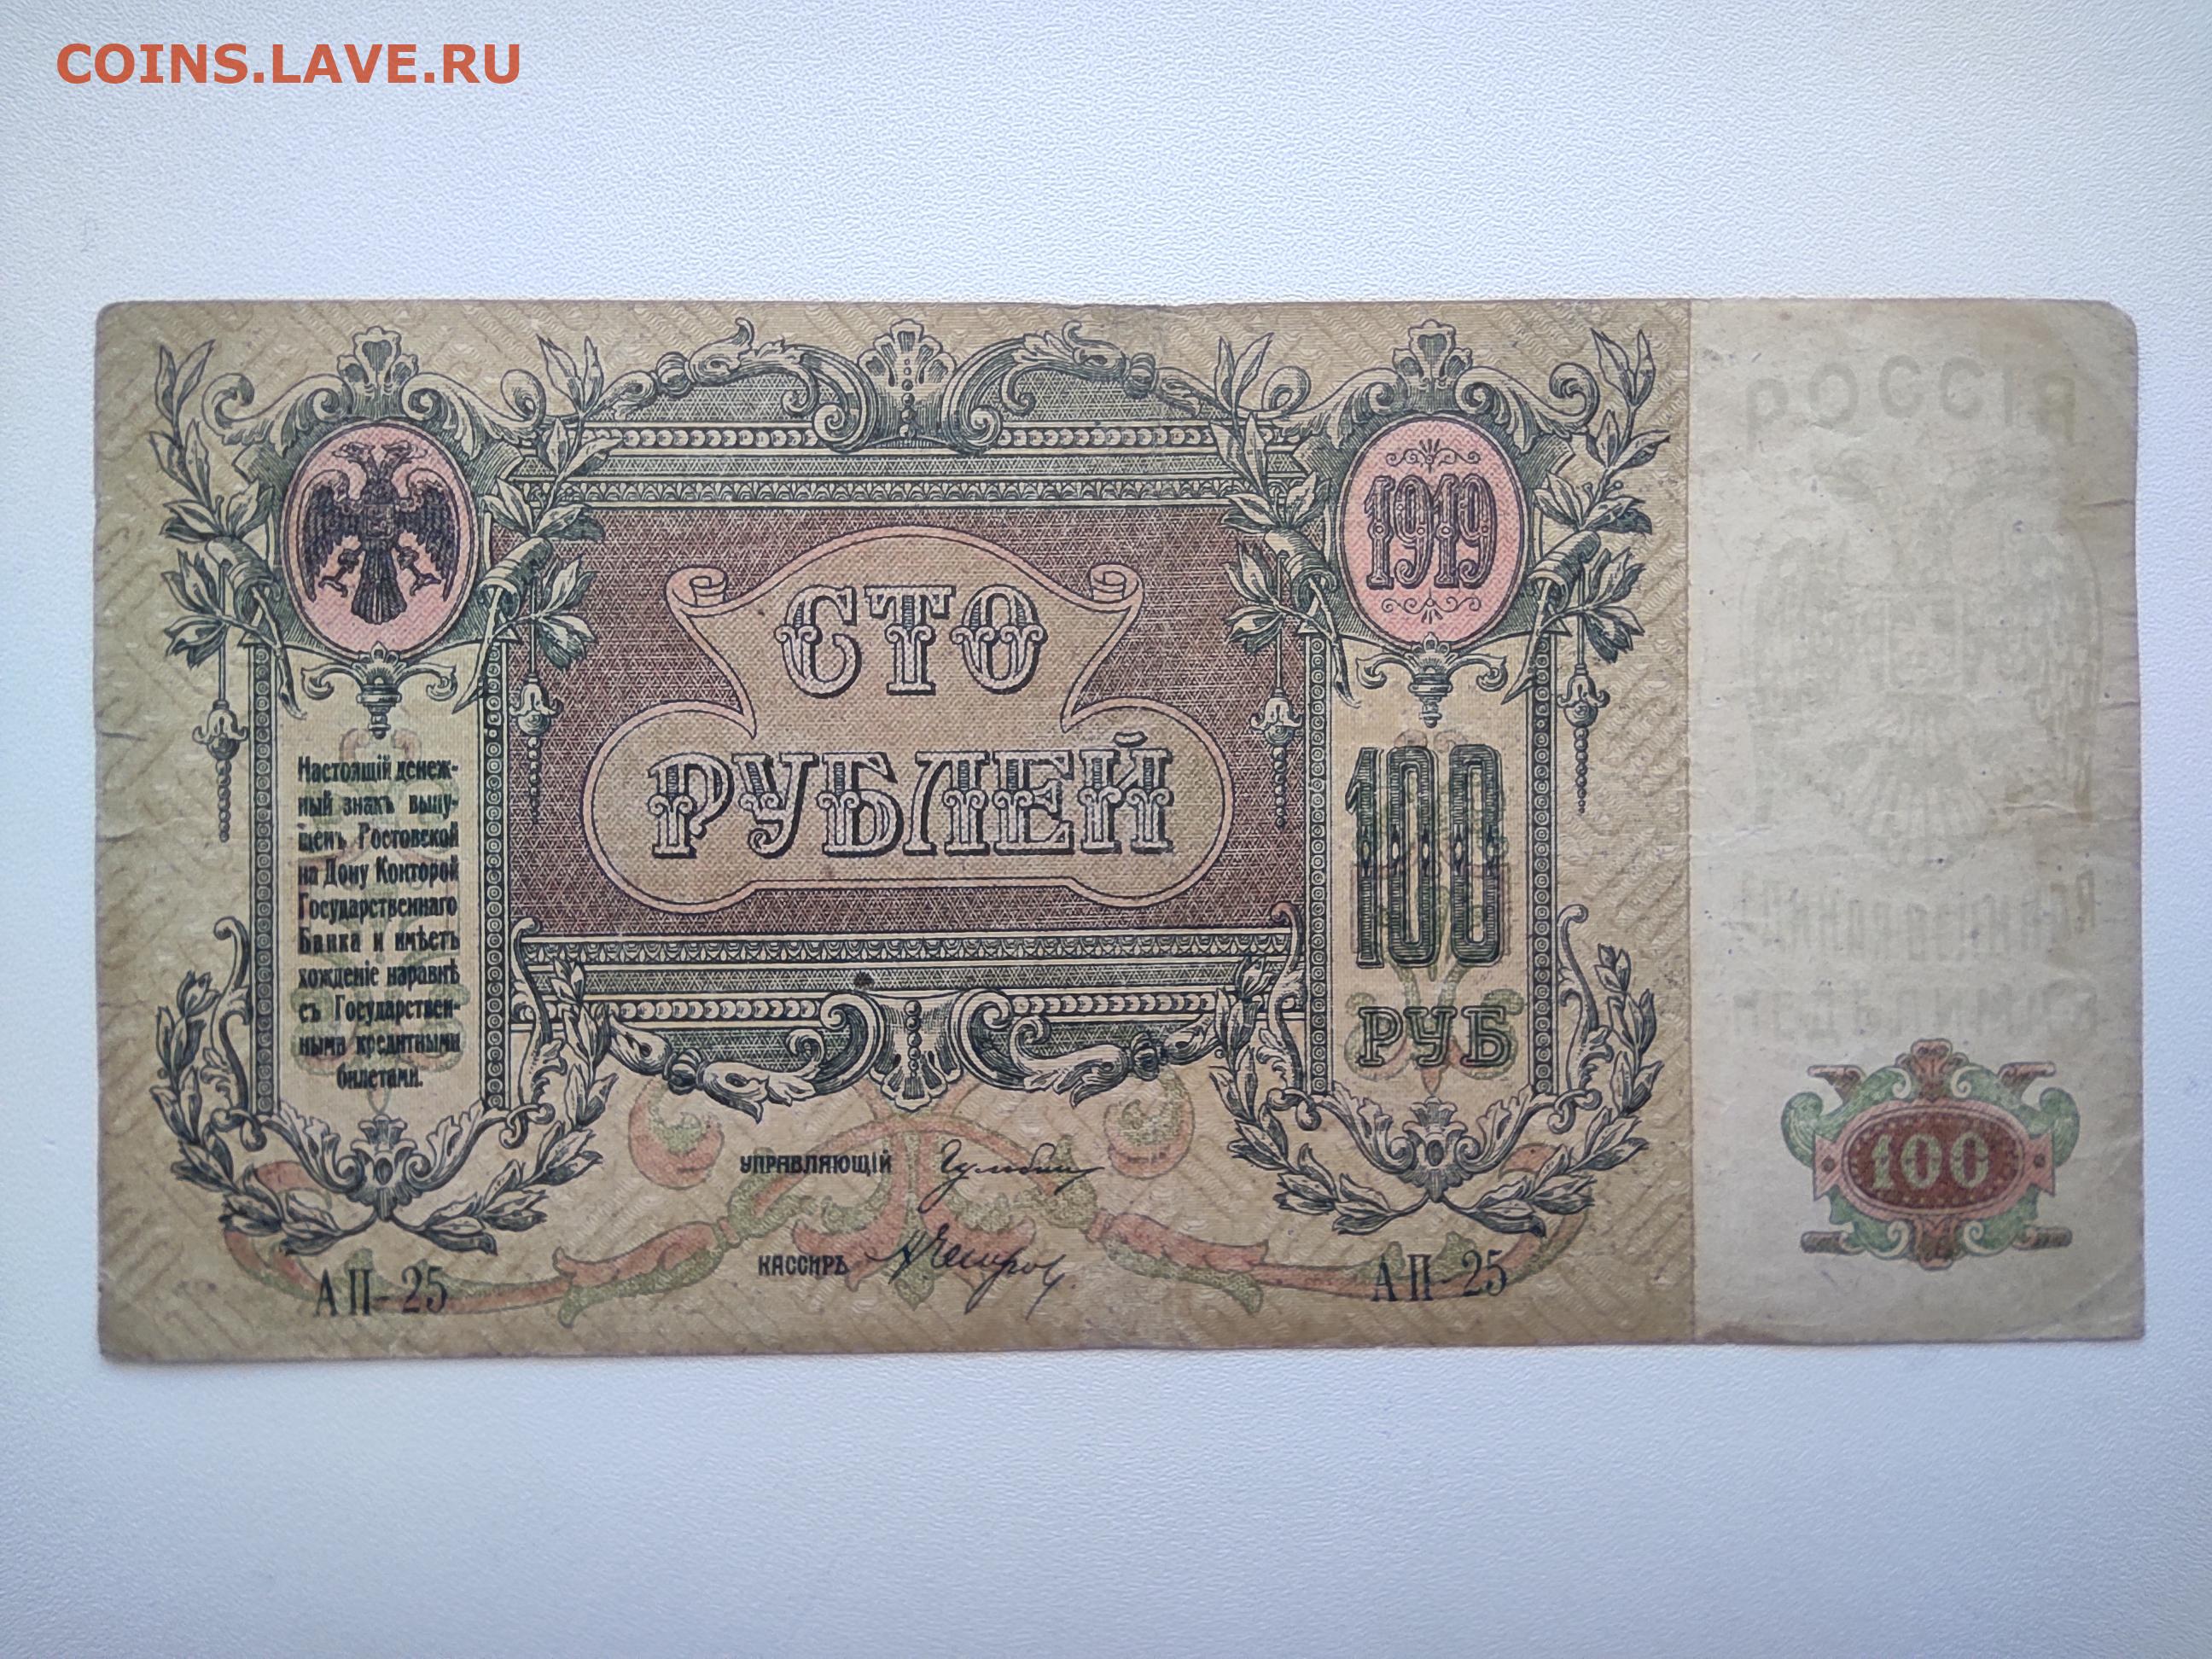 COINS.LAVE.RU
РОССІЯ
1919
СТО
РУБЛЕЙ
Настоящій денеж-
ный знакъ выпу-
щенъ Ростовской
на Дону Конторой
Государственнаго
Банка и имѣетъ
хожденіе наравнѣ
съ Государствен-
ными кредитными
билетами.
100
РУБ
100
УПРАВЛЯЮЩІЙ
КАССИРЪ
АП-25
АП-25